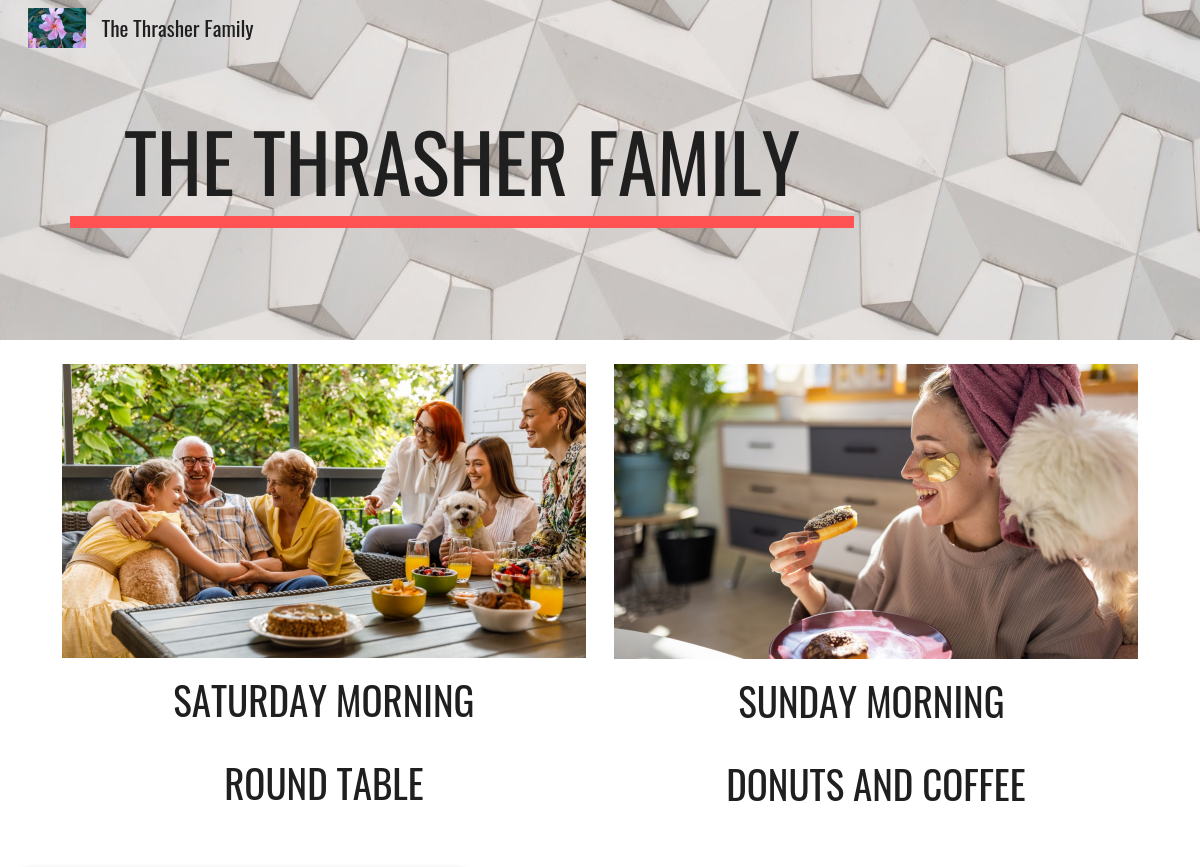 The Thrasher Family
THE THRASHER FAMILY
SATURDAY MORNING
ROUND TABLE
SUNDAY MORNING
DONUTS AND COFFEE